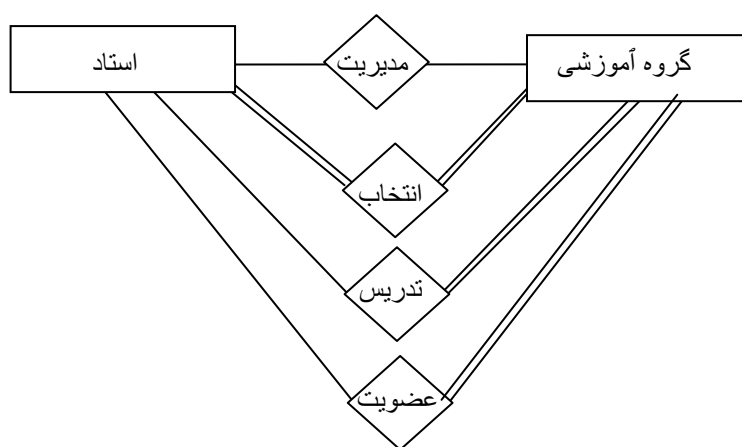 گروه آموزشی
مدیریت
استاد
انتخاب
تدریس
عضویت